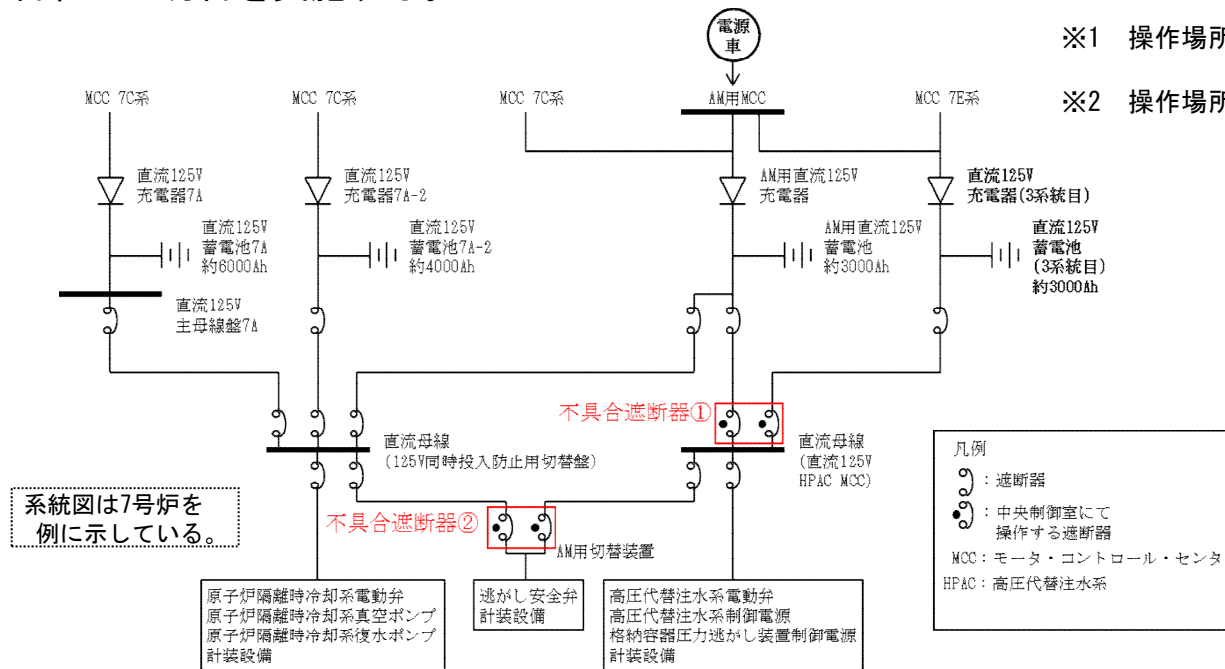 電源
車
※1 操作場所
※2 操作場所
MCC 7C系
MCC 7C系
MCC 7C系
AM用MCC
MCC 7E系
直流125V
充電器7A
直流125V
充電器7A-2
AM用直流125V
充電器
直流125V
充電器(3系統目)
直流125V
蓄電池7A
約6000Ah
直流125V
蓄電池7A-2
約4000Ah
AM用直流125V
蓄電池
約3000Ah
直流125V
蓄電池
(3系統目)
約3000Ah
直流125V
主母線盤7A
不具合遮断器①
直流母線
(125V同時投入防止用切替盤)
直流母線
(直流125V
HPAC MCC)
系統図は7号炉を
例に示している。
不具合遮断器②
AM用切替装置
原子炉隔離時冷却系電動弁
原子炉隔離時冷却系真空ポンプ
原子炉隔離時冷却系復水ポンプ
計装設備
逃がし安全弁
計装設備
高圧代替注水系電動弁
高圧代替注水系制御電源
格納容器圧力逃がし装置制御電源
計装設備
凡例
：遮断器
：中央制御室にて
操作する遮断器
MCC：モータ・コントロール・センタ
HPAC：高圧代替注水系